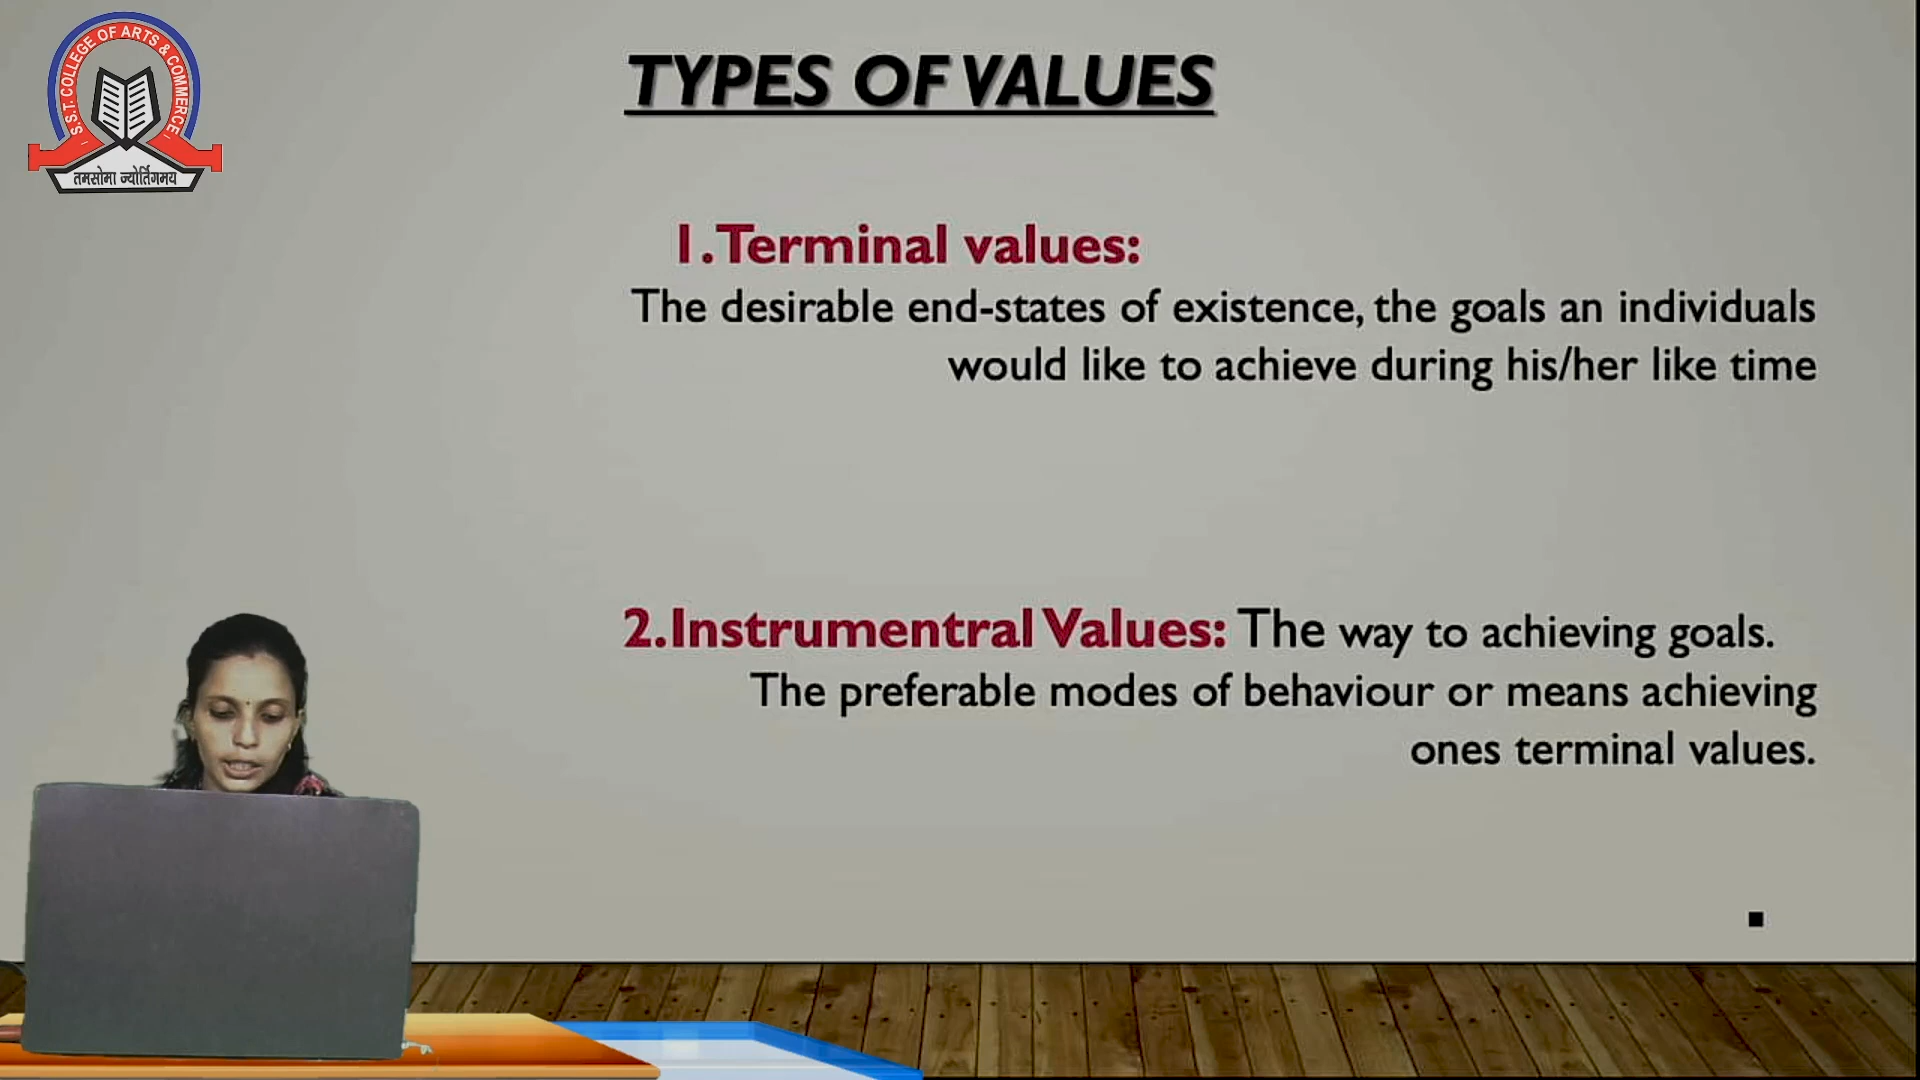 S.S.T. COLLEGE OF ARTS & COMMERCE
तमसोमा ज्योर्तिगमय
TYPES OF VALUES
1.Terminal values:
The desirable end-states of existence, the goals an individuals
would like to achieve during his/her like time
2.Instrumentral Values: The way to achieving goals.
The preferable modes of behaviour or means achieving
ones terminal values.